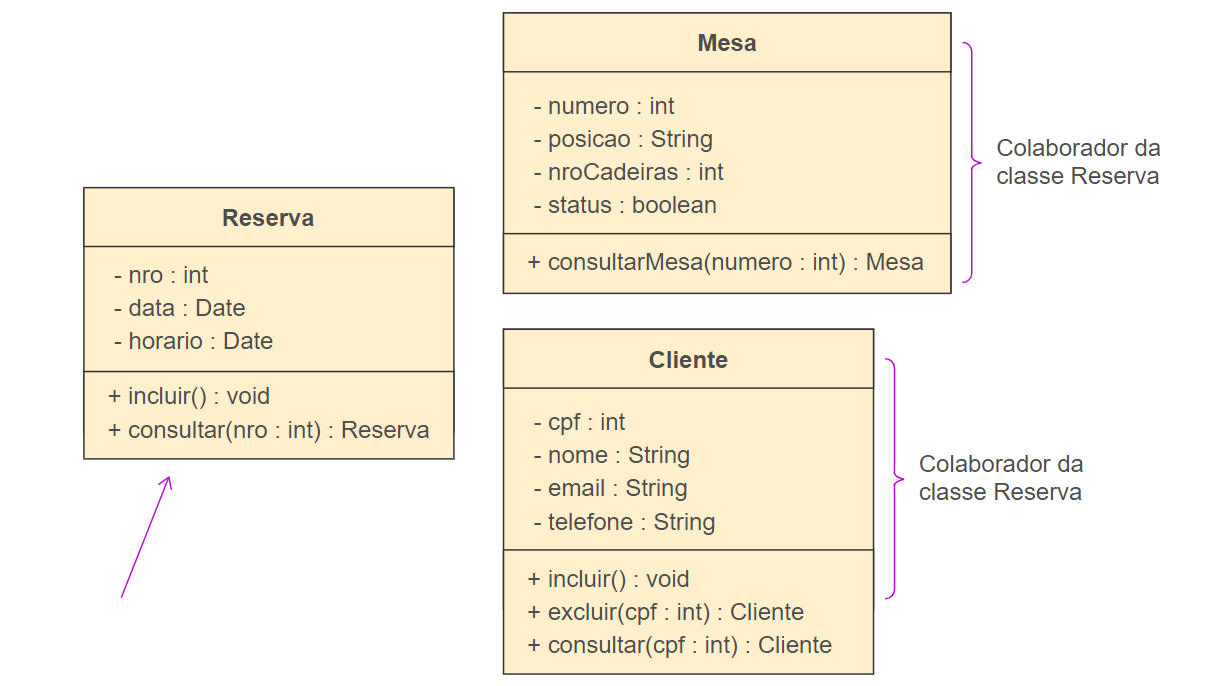 Mesa
- numero : int
- posicao : String
- nroCadeiras : int
- status : boolean
+ consultarMesa(numero : int) : Mesa
Colaborador da
classe Reserva
Reserva
- nro : int
- data : Date
- horario : Date
+ incluir() : void
+ consultar(nro : int) : Reserva
Cliente
- cpf : int
- nome : String
- email : String
- telefone : String
+ incluir() : void
+ excluir(cpf : int) : Cliente
+ consultar(cpf : int) : Cliente
Colaborador da
classe Reserva